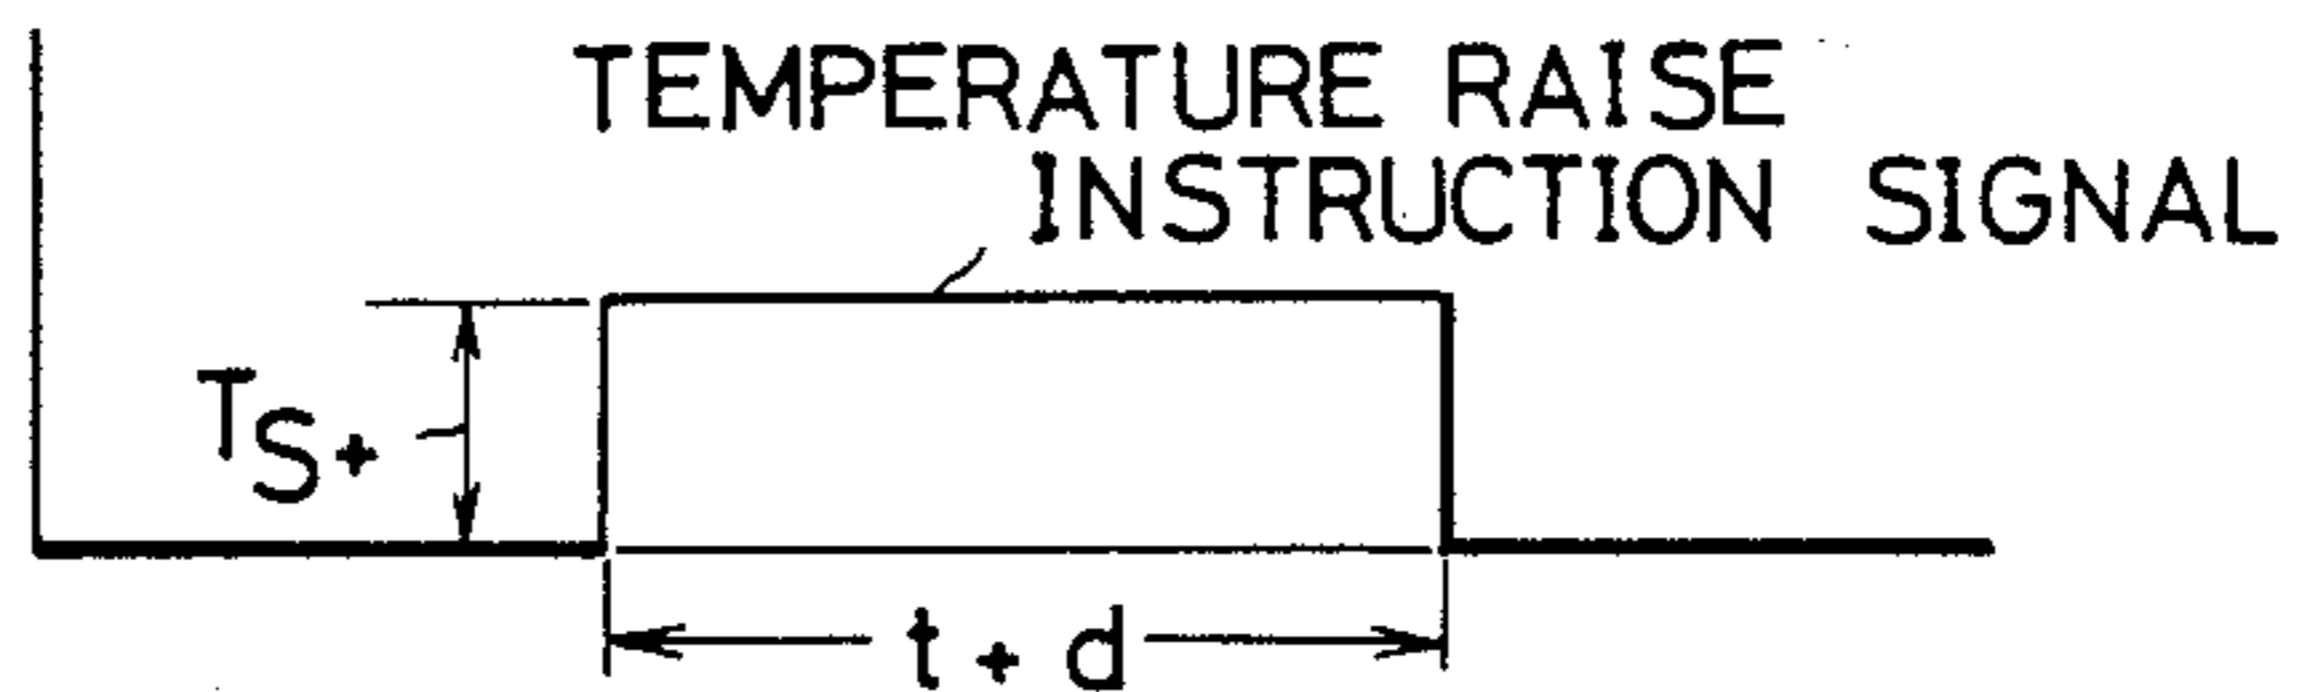 TEMPERATURE RAISE
INSTRUCTION SIGNAL
TS+
t+d